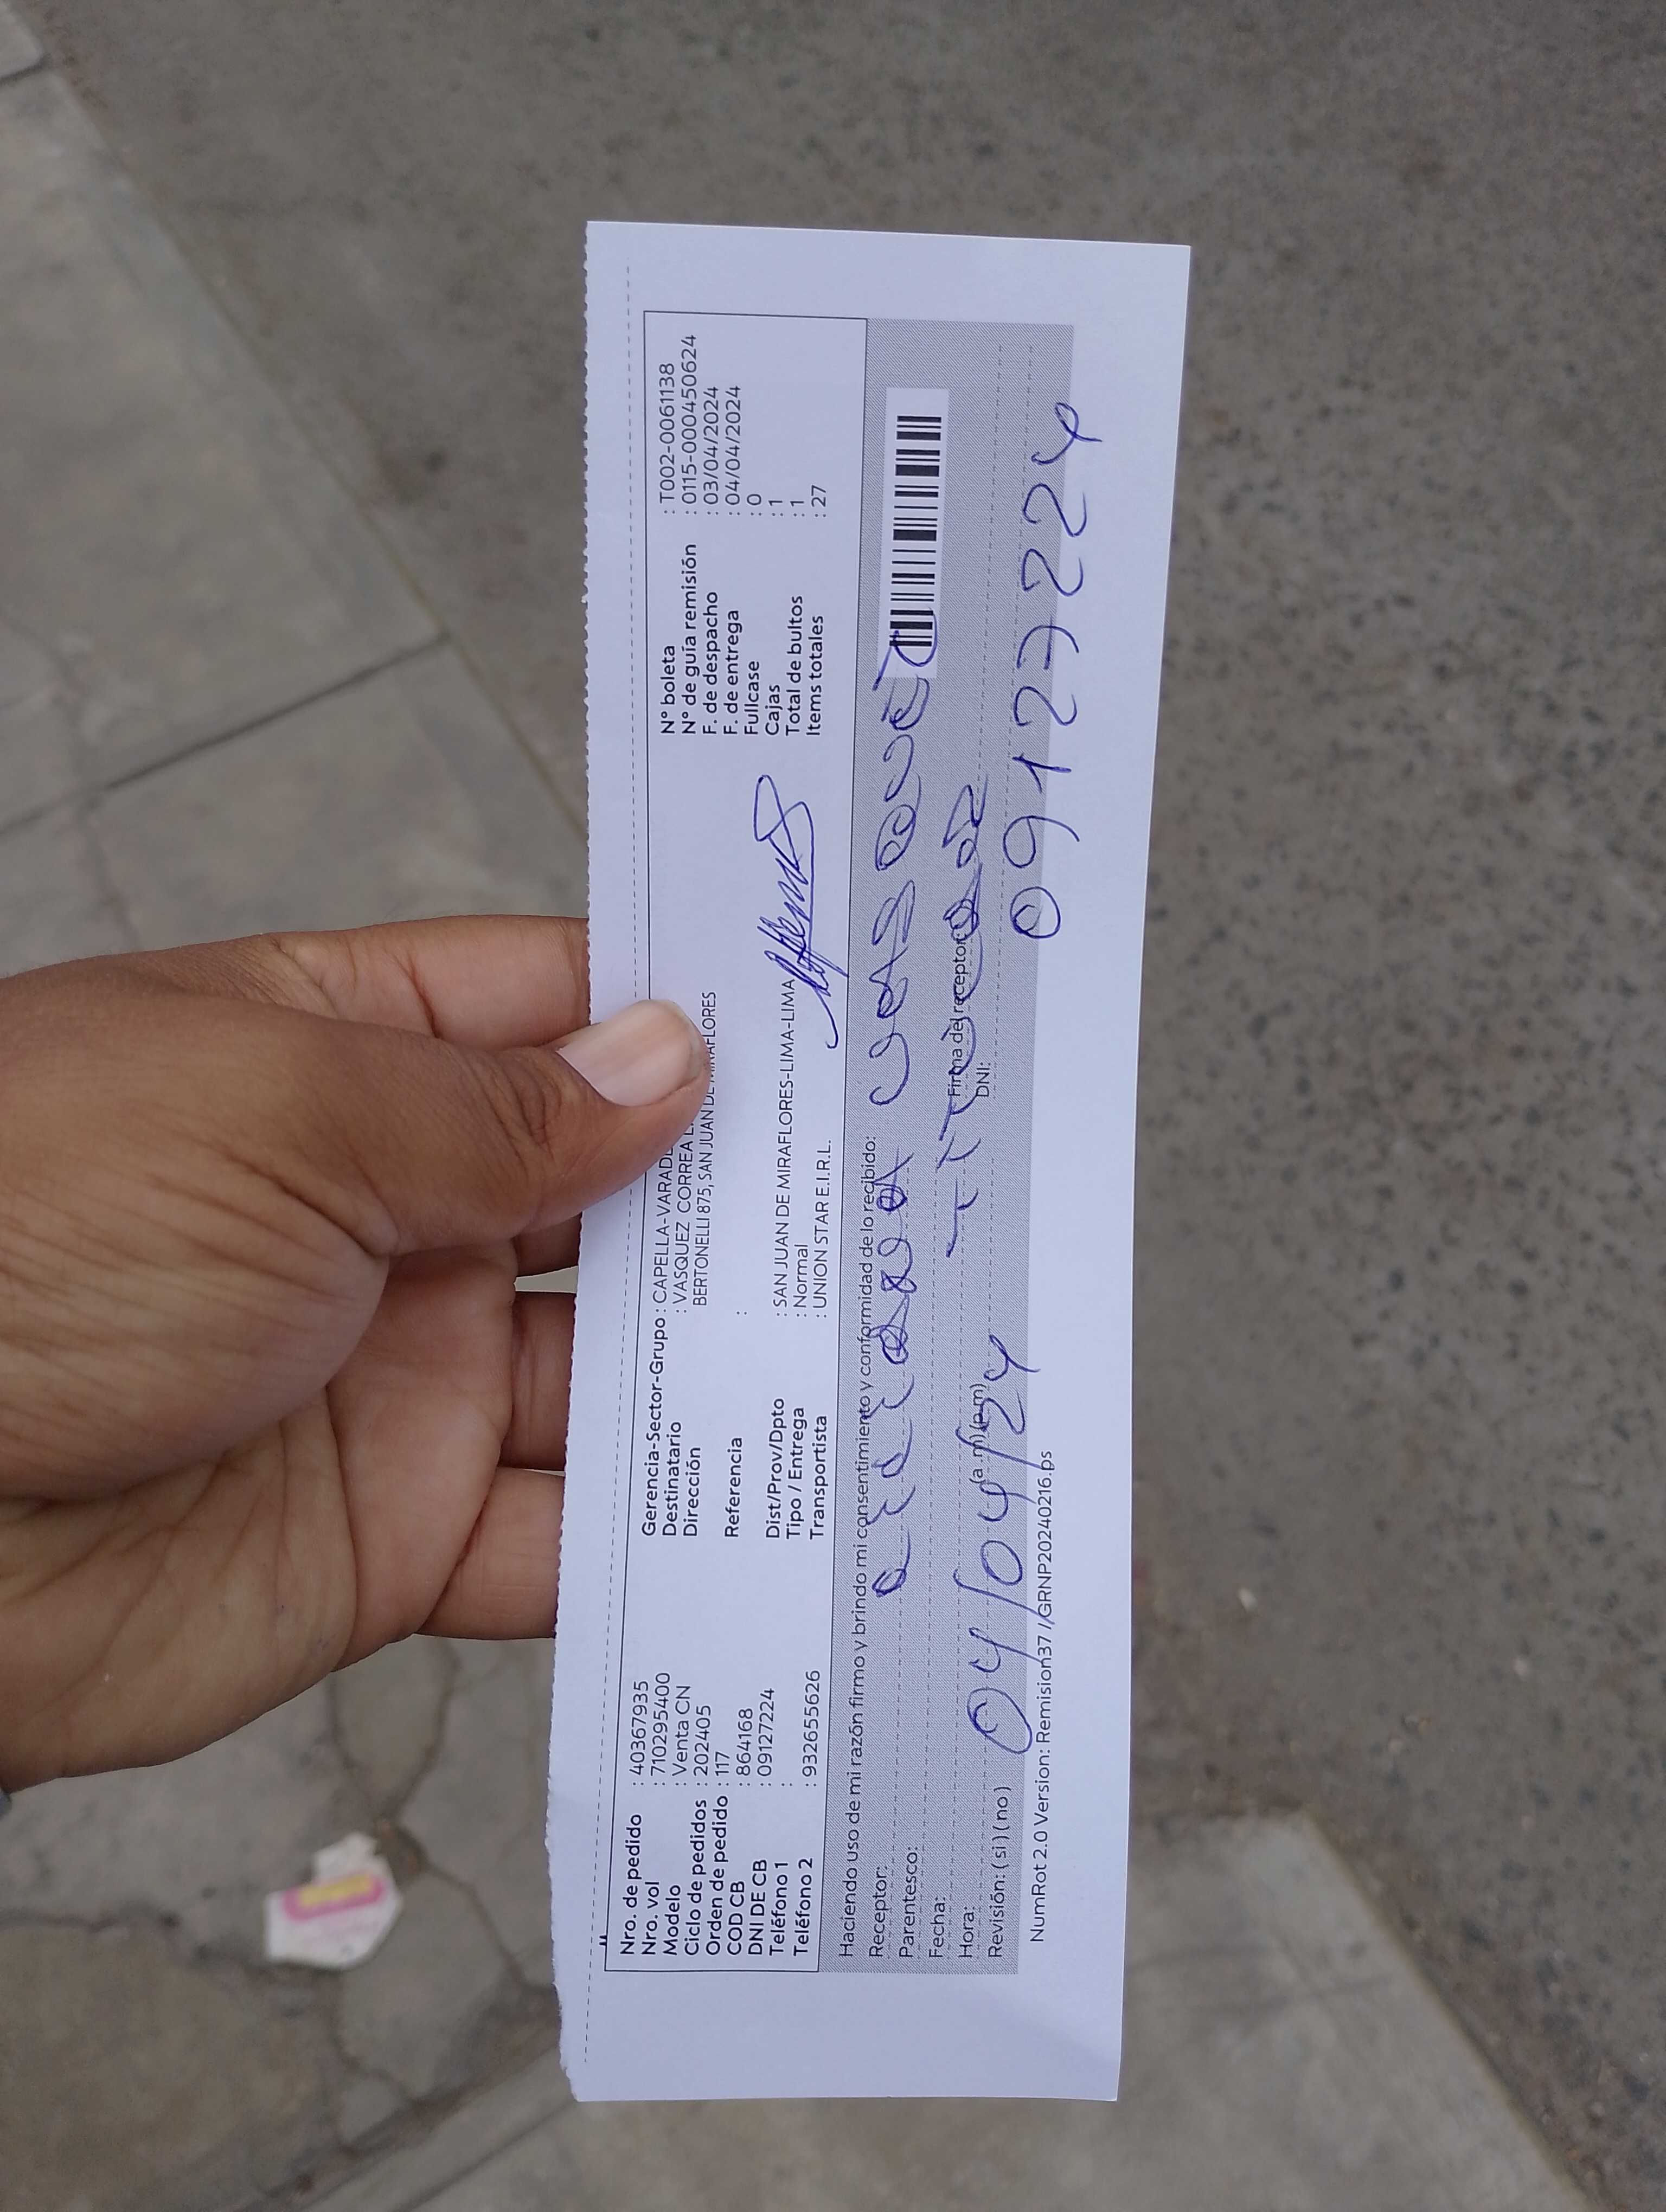 Nro. de pedido : 40367935
Nro. vol : 710295400
Modelo : Venta CN
Ciclo de pedidos : 202405
Orden de pedido : 117
COD CB : 864168
DNI DE CB : 09127224
Teléfono 1 :
Teléfono 2 : 932655626
Gerencia-Sector-Grupo : CAPELLA-VARAD
Destinatario : VASQUEZ CORREA
Dirección BERTONELLI 875, SAN JUAN DE MIRAFLORES
Referencia :
Dist/Prov/Dpto : SAN JUAN DE MIRAFLORES-LIMA-LIMA
Tipo / Entrega : Normal
Transportista : UNION STAR E.I.R.L.
N° boleta : T002-0061138
N° de guía remisión : 0115-0000450624
F. de despacho : 03/04/2024
F. de entrega : 04/04/2024
Fullcase : 0
Cajas : 1
Total de bultos : 1
Items totales : 27
Haciendo uso de mi razón firmo y brindo mi consentimiento y conformidad de lo recibido:
Receptor:
Parentesco:
Fecha: 04/04/24
Hora: (a m) (p m)
Revisión: ( si ) ( no )
Firma del receptor
DNI: 09127224
NumRot 2.0 Version: Remision37 //GRNP20240216.ps